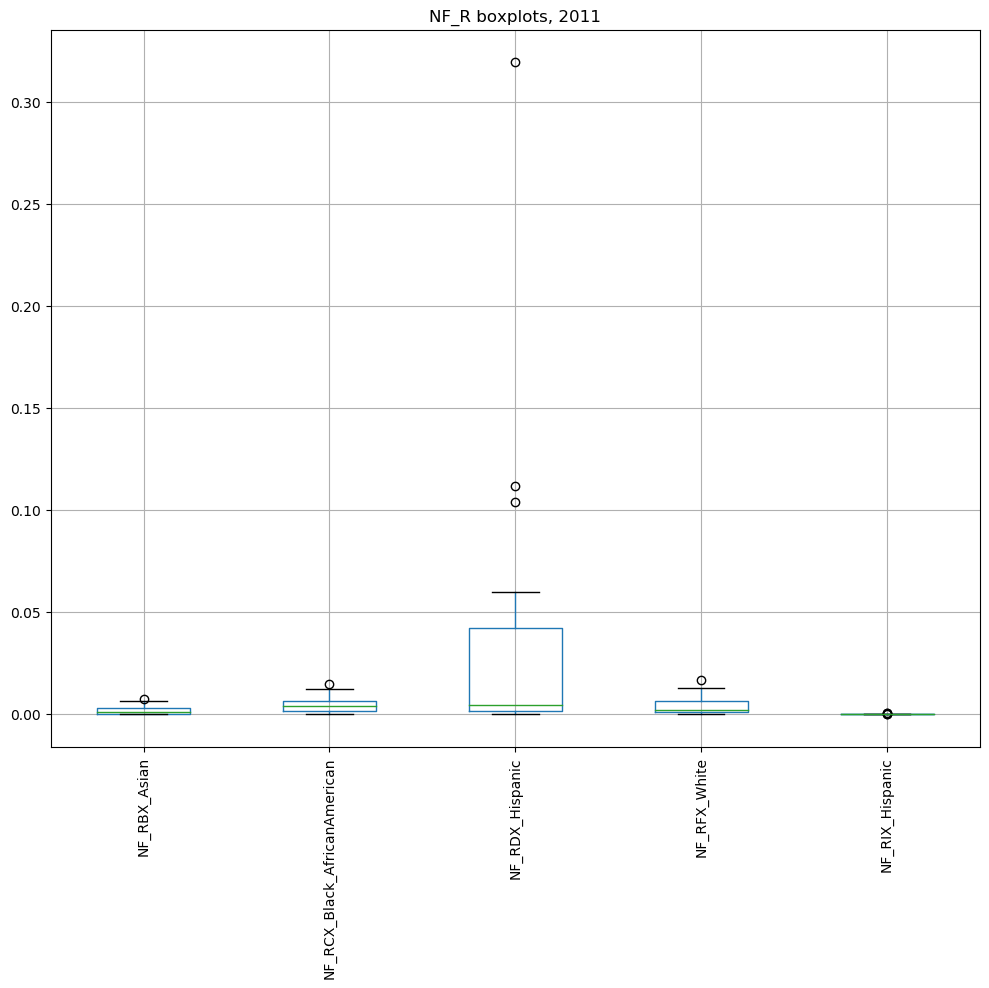 NF_R boxplots, 2011
0.30
0.25
0.20
0.15
0.10
0.05
0.00
NF_RBX_Asian
NF_RCX_Black_AfricanAmerican
NF_RDX_Hispanic
NF_RFX_White
NF_RIX_Hispanic